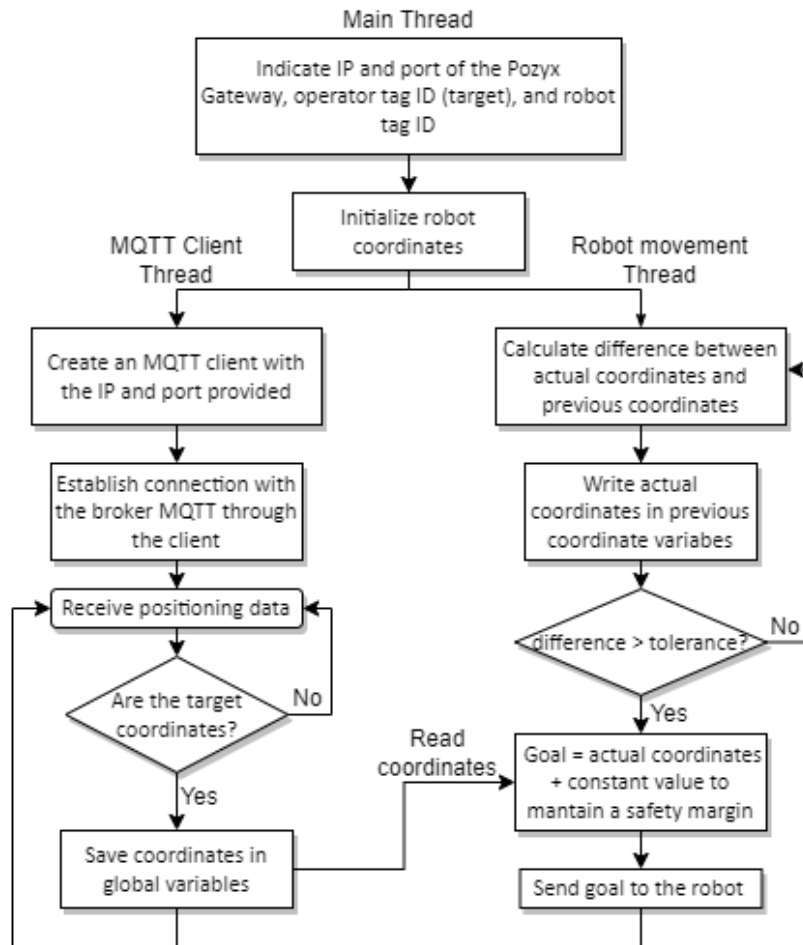 Main Thread
Indicate IP and port of the Pozyx
Gateway, operator tag ID (target), and robot
tag ID
Initialize robot
coordinates
MQTT Client
Thread
Robot movement
Thread
Create an MQTT client with
the IP and port provided
Calculate difference between
actual coordinates and
previous coordinates
Establish connection with
the broker MQTT through
the client
Write actual
coordinates in previous
coordinate variabes
Receive positioning data
difference > tolerance?
No
Are the target
coordinates?
No
Yes
Yes
Read
coordinates
Goal = actual coordinates
+ constant value to
mantain a safety margin
Save coordinates in
global variables
Send goal to the robot